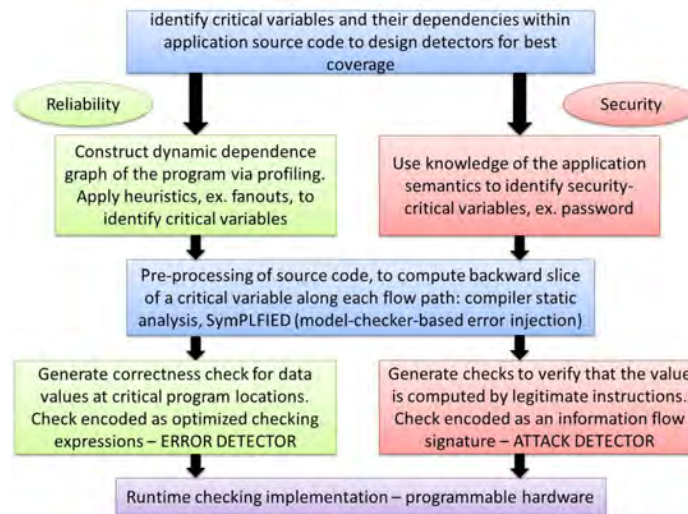 identify critical variables and their dependencies within
application source code to design detectors for best
coverage
Reliability
Security
Construct dynamic dependence
graph of the program via profiling.
Apply heuristics, ex. fanouts, to
identify critical variables
Use knowledge of the application
semantics to identify security-
critical variables, ex. password
Pre-processing of source code, to compute backward slice
of a critical variable along each flow path: compiler static
analysis, SymPLFIED (model-checker-based error injection)
Generate correctness check for data
values at critical program locations.
Check encoded as optimized checking
expressions – ERROR DETECTOR
Generate checks to verify that the value
is computed by legitimate instructions.
Check encoded as an information flow
signature – ATTACK DETECTOR
Runtime checking implementation – programmable hardware